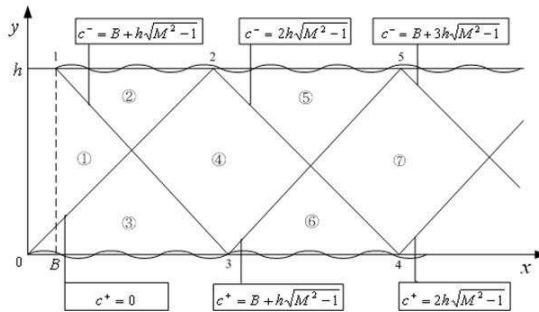 y
c⁻ = B + h√(M²−1)
c⁻ = 2h√(M²−1)
c⁻ = B + 3h√(M²−1)
1
2
5
h
②
⑤
①
④
⑦
③
⑥
0
B
3
4
x
c⁺ = 0
c⁺ = B + h√(M²−1)
c⁺ = 2h√(M²−1)